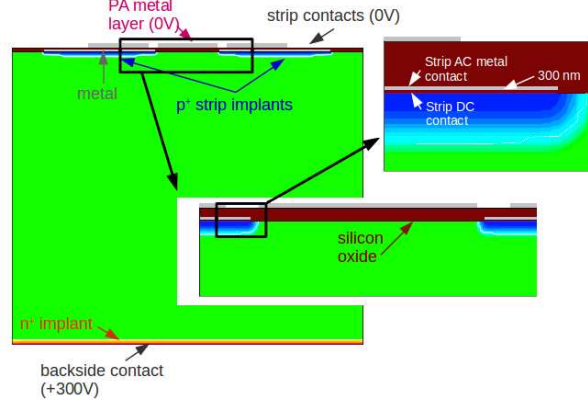 PA metal
layer (0V)
strip contacts (0V)
metal
p+ strip implants
Strip AC metal
contact
300 nm
Strip DC
contact
silicon
oxide
n+ implant
backside contact
(+300V)